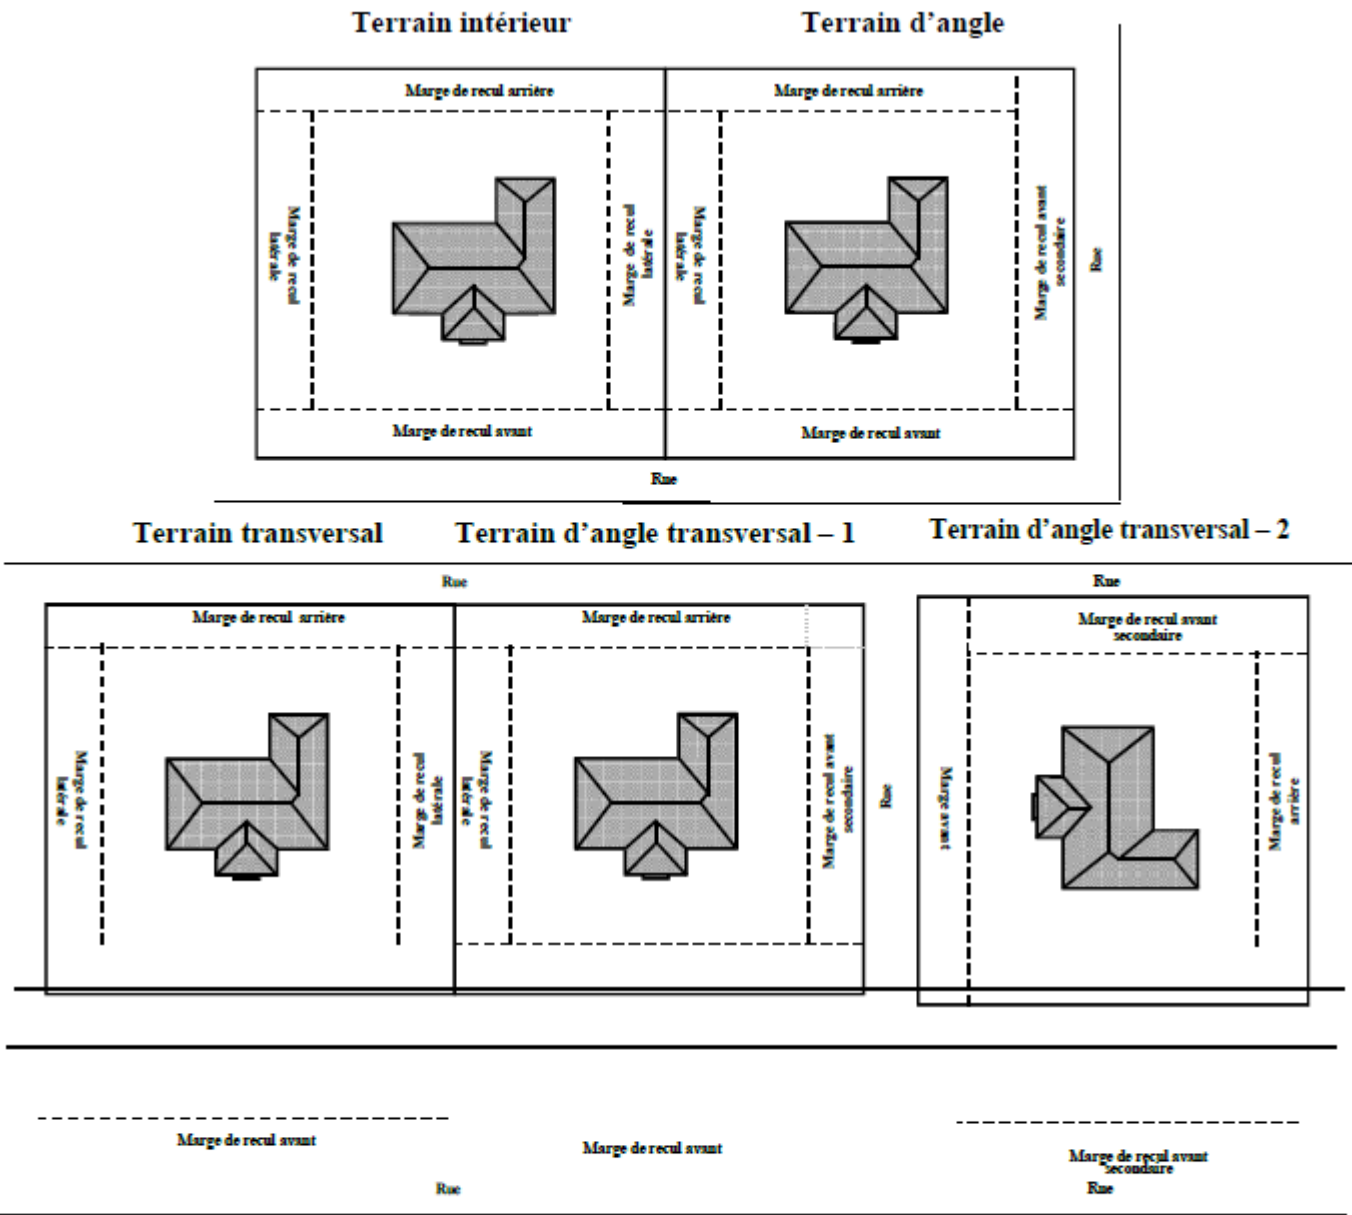 Terrain intérieur
Terrain d'angle
Marge de recul arrière
Marge de recul arrière
Marge de recul
latérale
Marge de recul
latérale
Marge de recul
latérale
Marge de recul avant
secondaire
Rue
Marge de recul avant
Marge de recul avant
Rue
Terrain transversal
Terrain d'angle transversal – 1
Terrain d'angle transversal – 2
Rue
Rue
Marge de recul arrière
Marge de recul arrière
Marge de recul avant
secondaire
Marge de recul
latérale
Marge de recul
latérale
Marge de recul
latérale
Marge de recul avant
secondaire
Rue
Marge avant
Marge de recul
arrière
Marge de recul avant
Marge de recul avant
Marge de recul avant
secondaire
Rue
Rue